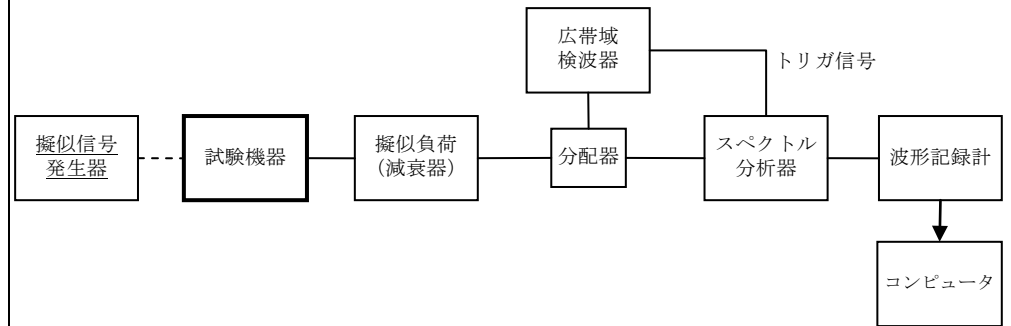 広帯域
検波器
トリガ信号
擬似信号
発生器
試験機器
擬似負荷
(減衰器)
分配器
スペクトル
分析器
波形記録計
コンピュータ